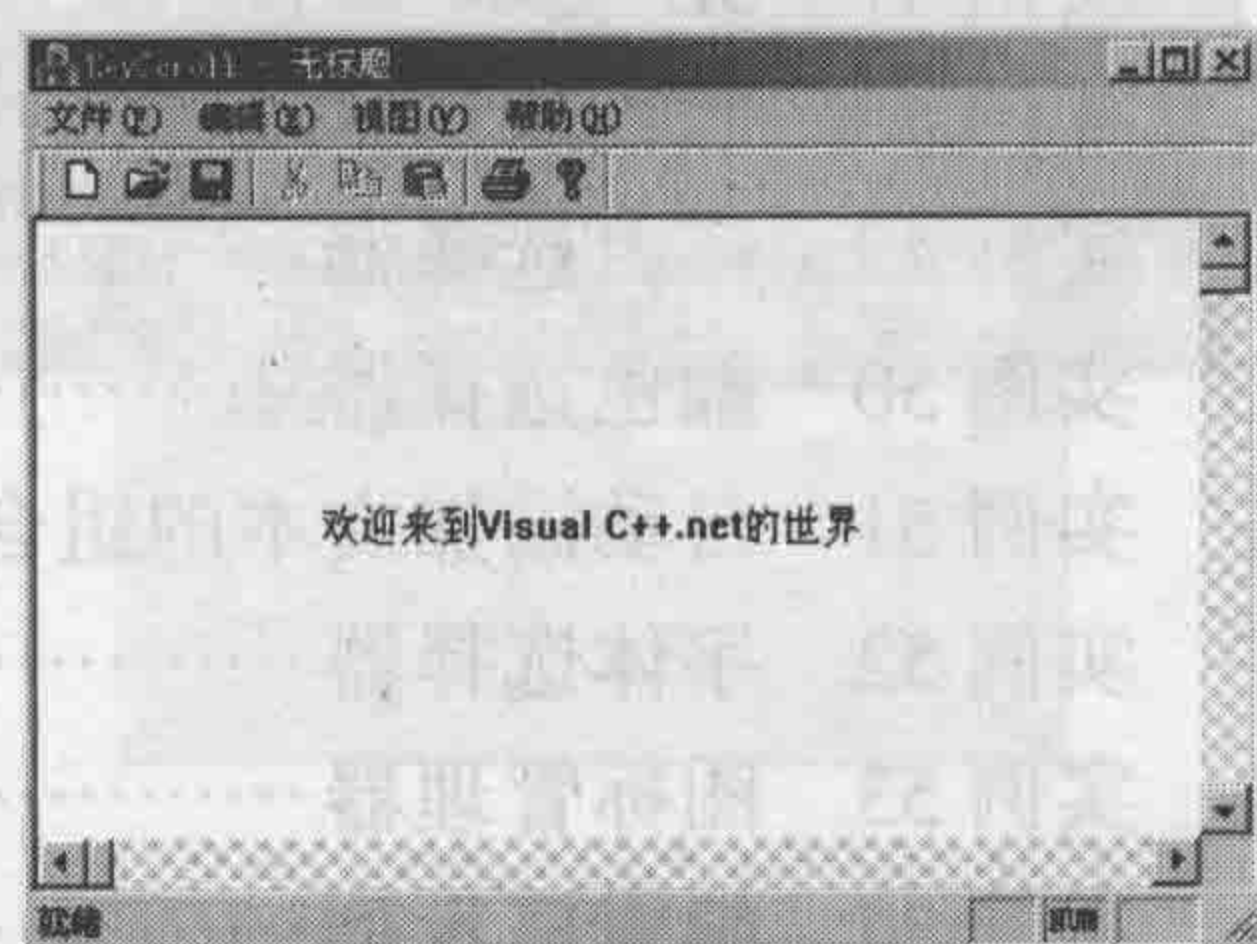 KeyScroll - 无标题
文件(F) 编辑(E) 视图(V) 帮助(H)
欢迎来到Visual C++.net的世界
就绪